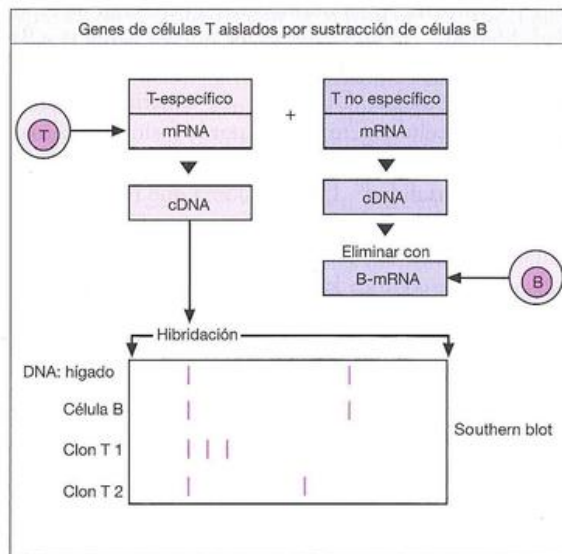 Genes de células T aislados por sustracción de células B
T-específico
T no específico
T
mRNA
+
mRNA
cDNA
cDNA
Eliminar con
B-mRNA
B
Hibridación
DNA: hígado
Célula B
Southern blot
Clon T 1
Clon T 2